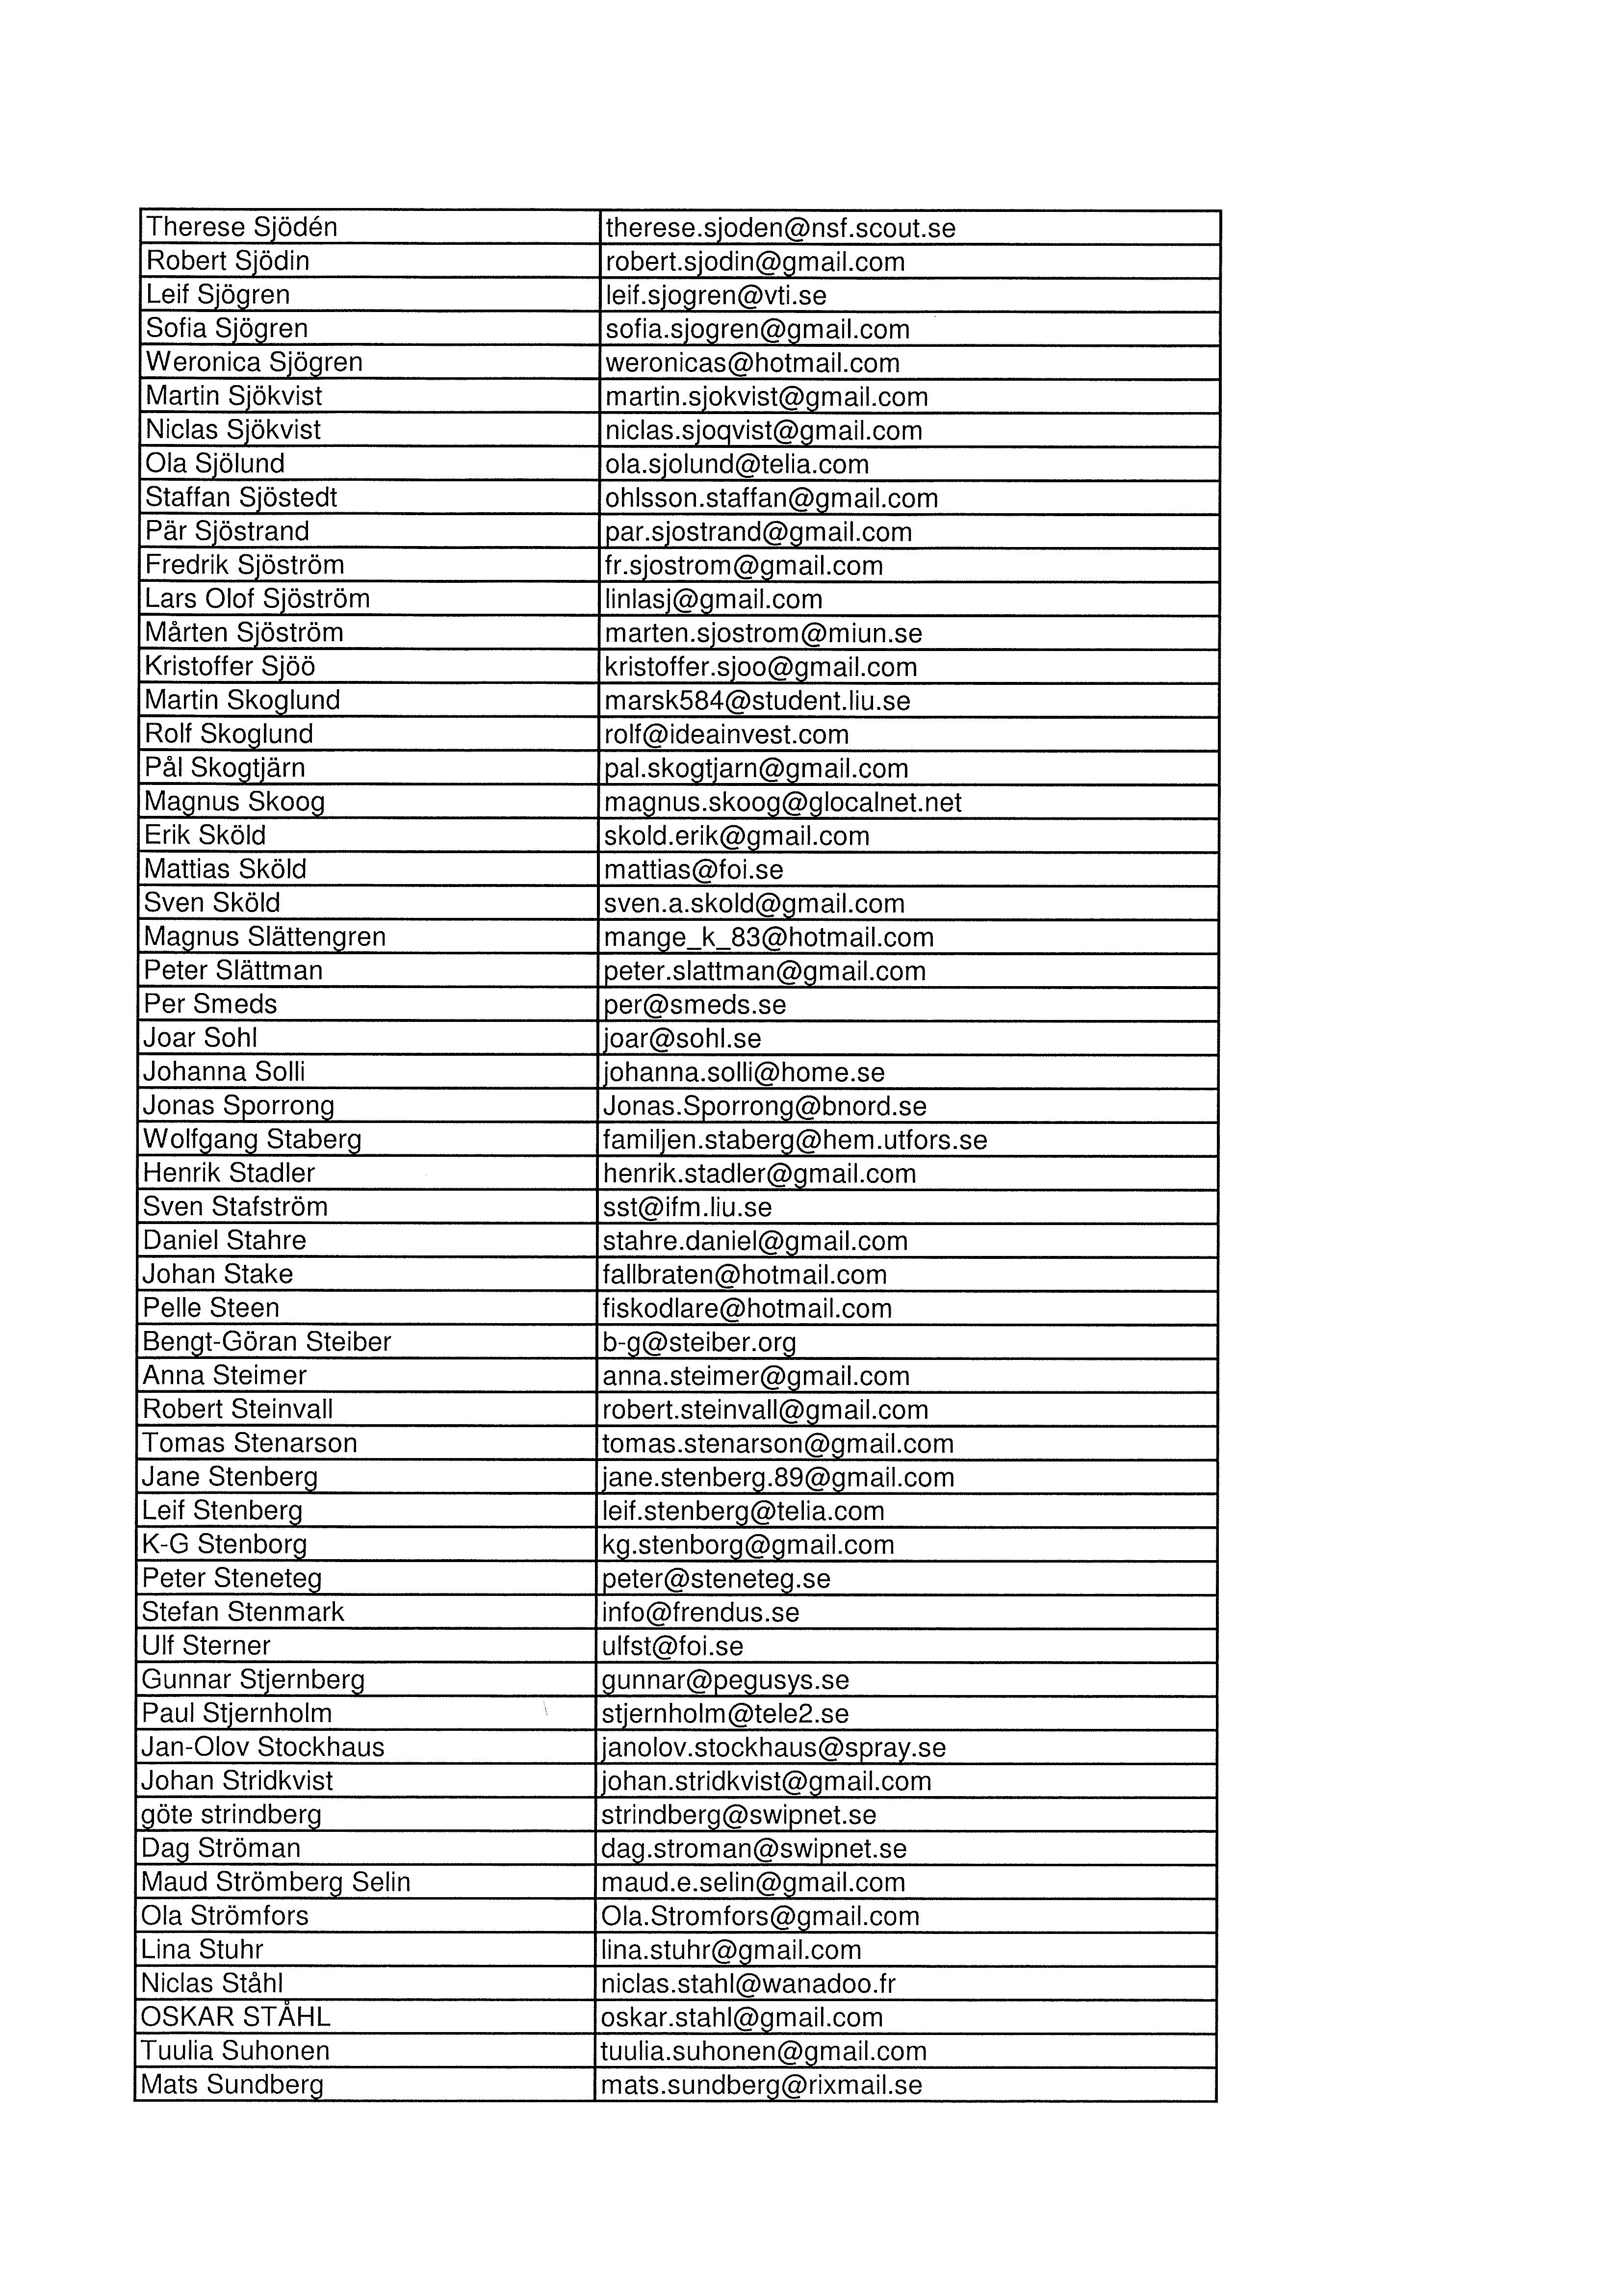 Therese Sjödén therese.sjoden@nsf.scout.se
Robert Sjödin robert.sjodin@gmail.com
Leif Sjögren leif.sjogren@vti.se
Sofia Sjögren sofia.sjogren@gmail.com
Weronica Sjögren weronicas@hotmail.com
Martin Sjökvist martin.sjokvist@gmail.com
Niclas Sjökvist niclas.sjoqvist@gmail.com
Ola Sjölund ola.sjolund@telia.com
Staffan Sjöstedt ohlsson.staffan@gmail.com
Pär Sjöstrand par.sjostrand@gmail.com
Fredrik Sjöström fr.sjostrom@gmail.com
Lars Olof Sjöström linlasj@gmail.com
Mårten Sjöström marten.sjostrom@miun.se
Kristoffer Sjöö kristoffer.sjoo@gmail.com
Martin Skoglund marsk584@student.liu.se
Rolf Skoglund rolf@ideainvest.com
Pål Skogtjärn pal.skogtjarn@gmail.com
Magnus Skoog magnus.skoog@glocalnet.net
Erik Sköld skold.erik@gmail.com
Mattias Sköld mattias@foi.se
Sven Sköld sven.a.skold@gmail.com
Magnus Slättengren mange_k_83@hotmail.com
Peter Slättman peter.slattman@gmail.com
Per Smeds per@smeds.se
Joar Sohl joar@sohl.se
Johanna Solli johanna.solli@home.se
Jonas Sporrong Jonas.Sporrong@bnord.se
Wolfgang Staberg familjen.staberg@hem.utfors.se
Henrik Stadler henrik.stadler@gmail.com
Sven Stafström sst@ifm.liu.se
Daniel Stahre stahre.daniel@gmail.com
Johan Stake fallbraten@hotmail.com
Pelle Steen fiskodlare@hotmail.com
Bengt-Göran Steiber b-g@steiber.org
Anna Steimer anna.steimer@gmail.com
Robert Steinvall robert.steinvall@gmail.com
Tomas Stenarson tomas.stenarson@gmail.com
Jane Stenberg jane.stenberg.89@gmail.com
Leif Stenberg leif.stenberg@telia.com
K-G Stenborg kg.stenborg@gmail.com
Peter Steneteg peter@steneteg.se
Stefan Stenmark info@frendus.se
Ulf Sterner ulfst@foi.se
Gunnar Stjernberg gunnar@pegusys.se
Paul Stjernholm stjernholm@tele2.se
Jan-Olov Stockhaus janolov.stockhaus@spray.se
Johan Stridkvist johan.stridkvist@gmail.com
göte strindberg strindberg@swipnet.se
Dag Ströman dag.stroman@swipnet.se
Maud Strömberg Selin maud.e.selin@gmail.com
Ola Strömfors Ola.Stromfors@gmail.com
Lina Stuhr lina.stuhr@gmail.com
Niclas Ståhl niclas.stahl@wanadoo.fr
OSKAR STÅHL oskar.stahl@gmail.com
Tuulia Suhonen tuulia.suhonen@gmail.com
Mats Sundberg mats.sundberg@rixmail.se